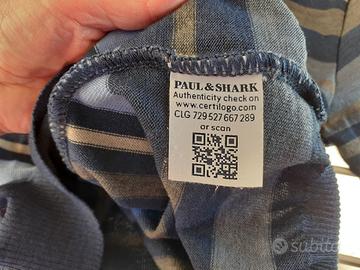 PAUL & SHARK
Authenticity check on
www.certilogo.com
CLG 729 527 667 289
or scan
subito